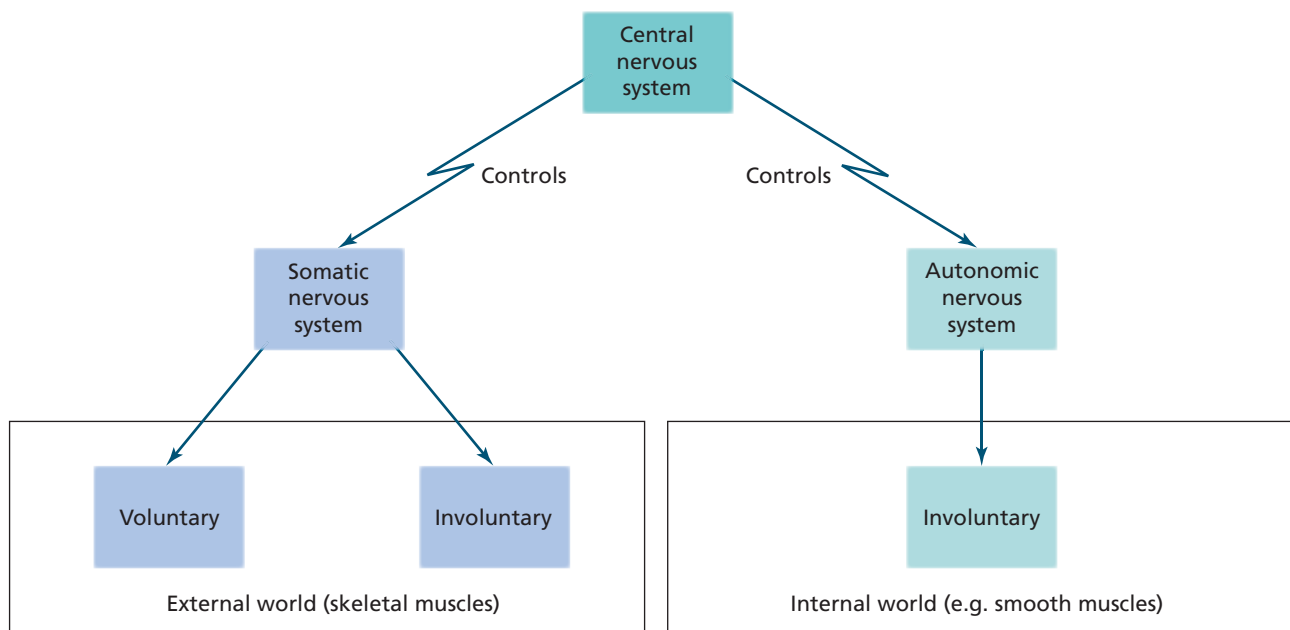 Central
nervous
system
Controls
Controls
Somatic
nervous
system
Autonomic
nervous
system
Voluntary
Involuntary
Involuntary
External world (skeletal muscles)
Internal world (e.g. smooth muscles)